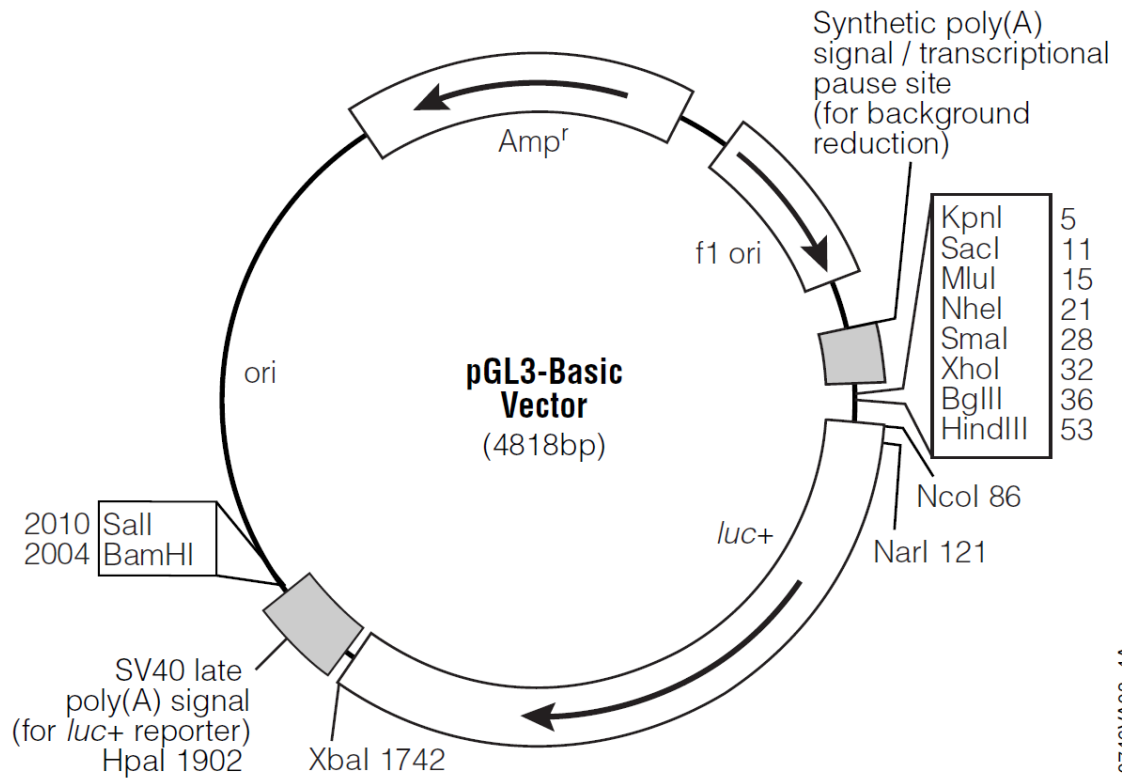 Synthetic poly(A)
signal / transcriptional
pause site
(for background
reduction)
Ampʳ
f1 ori
KpnI 5
SacI 11
MluI 15
NheI 21
SmaI 28
XhoI 32
BglII 36
HindIII 53
ori
pGL3-Basic
Vector
(4818bp)
NcoI 86
NarI 121
luc+
2010 SalI
2004 BamHI
SV40 late
poly(A) signal
(for luc+ reporter)
HpaI 1902
XbaI 1742